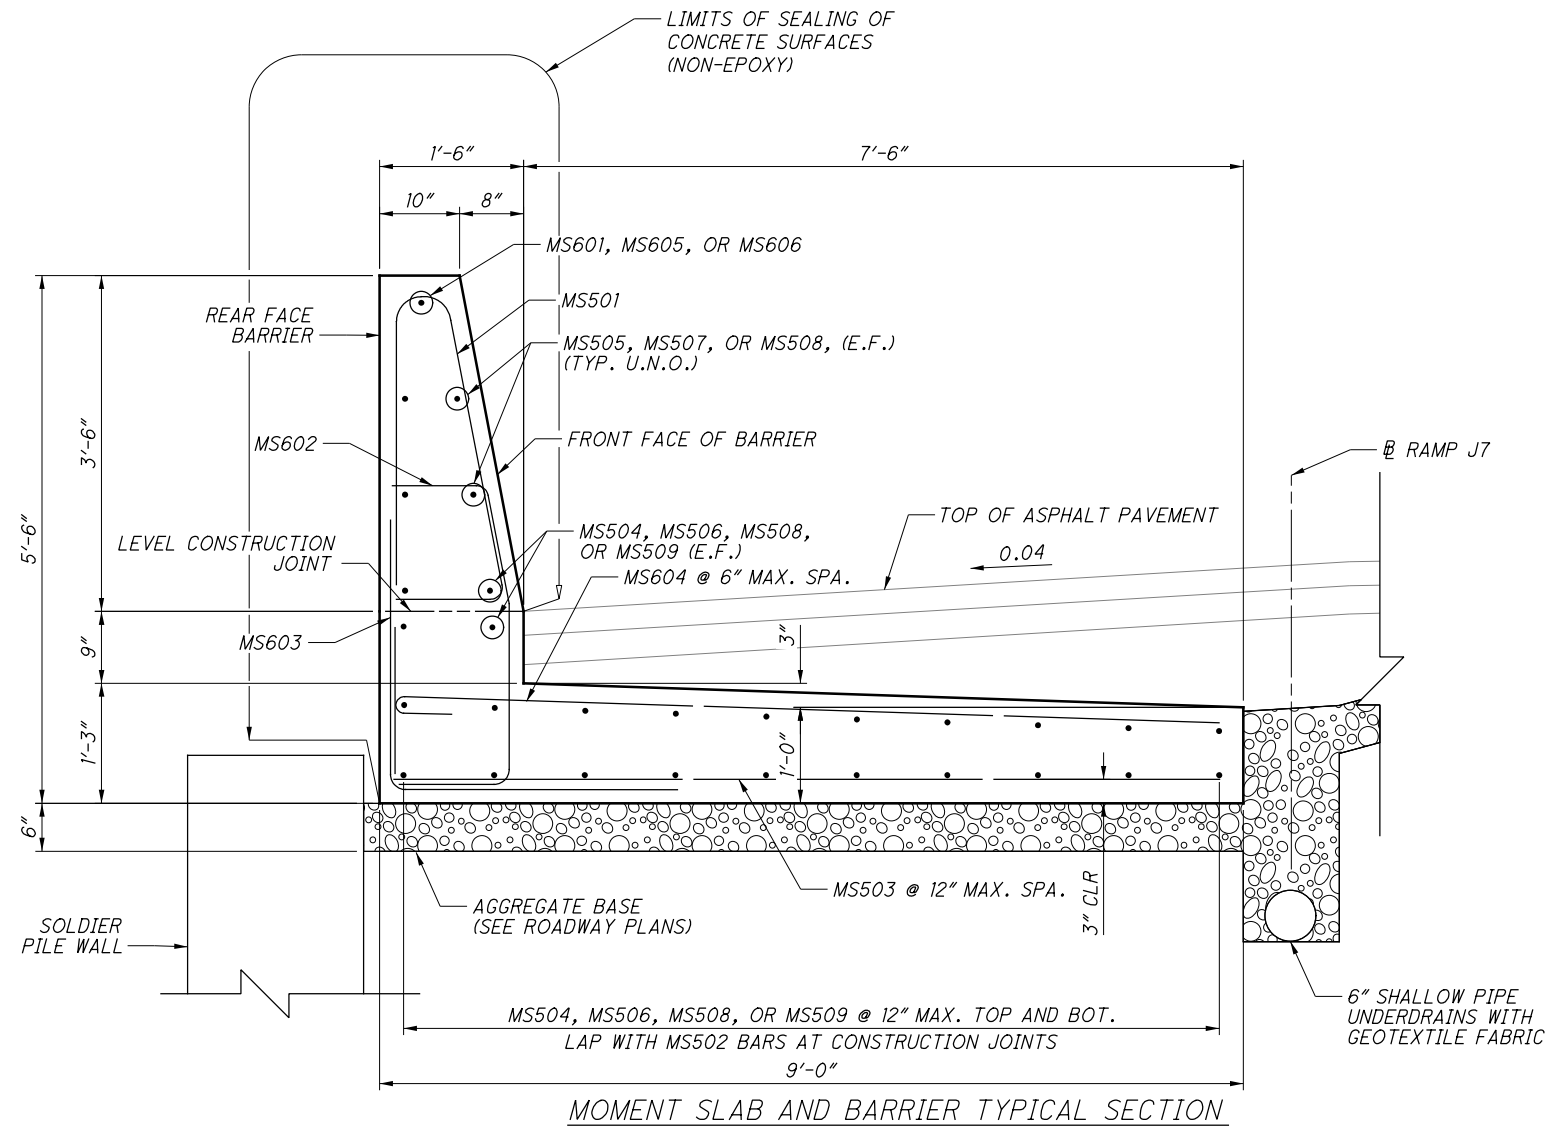 LIMITS OF SEALING OF
CONCRETE SURFACES
(NON-EPOXY)
1'-6"
7'-6"
10"
8"
MS601, MS605, OR MS606
MS501
REAR FACE
BARRIER
MS505, MS507, OR MS508, (E.F.)
(TYP. U.N.O.)
3'-6"
MS602
FRONT FACE OF BARRIER
℄ RAMP J7
5'-6"
LEVEL CONSTRUCTION
JOINT
MS504, MS506, MS508,
OR MS509 (E.F.)
TOP OF ASPHALT PAVEMENT
0.04
MS604 @ 6" MAX. SPA.
9"
MS603
3"
1'-3"
1'-0"
6"
MS503 @ 12" MAX. SPA.
3" CLR
AGGREGATE BASE
(SEE ROADWAY PLANS)
SOLDIER
PILE WALL
6" SHALLOW PIPE
UNDERDRAINS WITH
GEOTEXTILE FABRIC
MS504, MS506, MS508, OR MS509 @ 12" MAX. TOP AND BOT.
LAP WITH MS502 BARS AT CONSTRUCTION JOINTS
9'-0"
MOMENT SLAB AND BARRIER TYPICAL SECTION